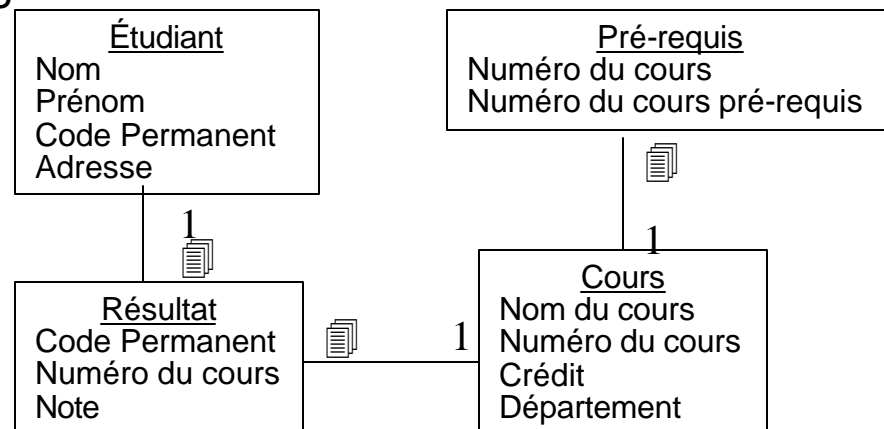 Étudiant
Nom
Prénom
Code Permanent
Adresse
Pré-requis
Numéro du cours
Numéro du cours pré-requis
1
1
Résultat
Code Permanent
Numéro du cours
Note
1
Cours
Nom du cours
Numéro du cours
Crédit
Département